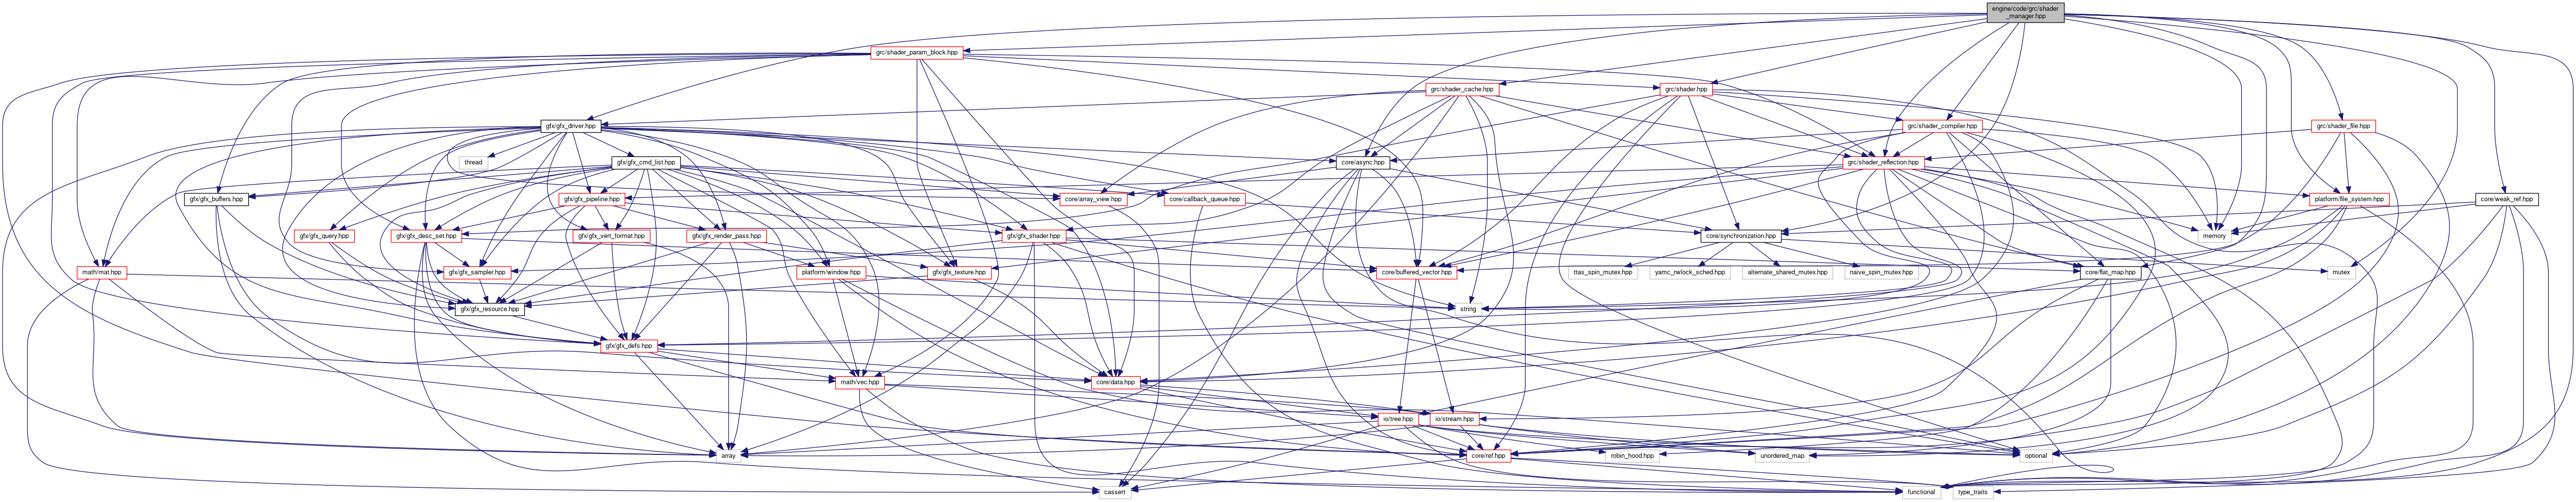 engine/code/grc/shader
_manager.hpp
grc/shader_param_block.hpp
grc/shader_cache.hpp
grc/shader.hpp
gfx/gfx_driver.hpp
grc/shader_compiler.hpp
grc/shader_file.hpp
thread
gfx/gfx_cmd_list.hpp
core/async.hpp
grc/shader_reflection.hpp
gfx/gfx_buffers.hpp
gfx/gfx_pipeline.hpp
core/array_view.hpp
core/callback_queue.hpp
platform/file_system.hpp
core/weak_ref.hpp
gfx/gfx_query.hpp
gfx/gfx_desc_set.hpp
gfx/gfx_vert_format.hpp
gfx/gfx_render_pass.hpp
gfx/gfx_shader.hpp
core/synchronization.hpp
memory
math/mat.hpp
gfx/gfx_sampler.hpp
platform/window.hpp
gfx/gfx_texture.hpp
core/buffered_vector.hpp
ttas_spin_mutex.hpp
yamc_rwlock_sched.hpp
alternate_shared_mutex.hpp
naive_spin_mutex.hpp
core/flat_map.hpp
mutex
gfx/gfx_resource.hpp
string
gfx/gfx_defs.hpp
math/vec.hpp
core/data.hpp
io/tree.hpp
io/stream.hpp
array
core/ref.hpp
robin_hood.hpp
unordered_map
optional
cassert
functional
type_traits